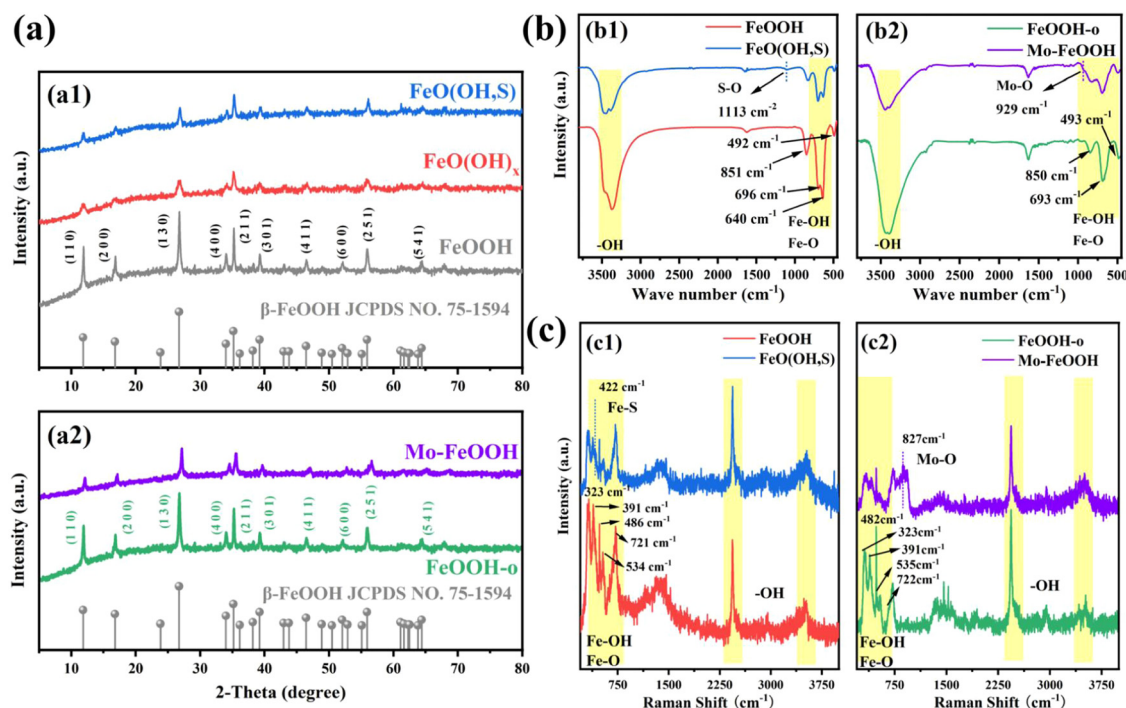 (a)
(a1)
FeO(OH,S)
FeO(OH)x
FeOOH
(1 1 0)
(2 0 0)
(1 3 0)
(4 0 0)
(2 1 1)
(3 0 1)
(4 1 1)
(6 0 0)
(2 5 1)
(5 4 1)
β-FeOOH JCPDS NO. 75-1594
Intensity (a.u.)
10 20 30 40 50 60 70 80
(a2)
Mo-FeOOH
(1 1 0)
(2 0 0)
(1 3 0)
(4 0 0)
(2 1 1)
(3 0 1)
(4 1 1)
(6 0 0)
(2 5 1)
(5 4 1)
FeOOH-o
β-FeOOH JCPDS NO. 75-1594
Intensity (a.u.)
10 20 30 40 50 60 70 80
2-Theta (degree)
(b)
(b1)
FeOOH
FeO(OH,S)
S-O
1113 cm⁻²
492 cm⁻¹
851 cm⁻¹
696 cm⁻¹
640 cm⁻¹
Fe-OH
Fe-O
-OH
Intensity (a.u.)
3500 3000 2500 2000 1500 1000 500
Wave number (cm⁻¹)
(b2)
FeOOH-o
Mo-FeOOH
Mo-O
929 cm⁻¹
493 cm⁻¹
850 cm⁻¹
693 cm⁻¹
Fe-OH
Fe-O
-OH
3500 3000 2500 2000 1500 1000 500
Wave number (cm⁻¹)
(c)
(c1)
FeOOH
FeO(OH,S)
422 cm⁻¹
Fe-S
323 cm⁻¹
391 cm⁻¹
486 cm⁻¹
721 cm⁻¹
534 cm⁻¹
-OH
Fe-OH
Fe-O
Intensity (a.u.)
750 1500 2250 3000 3750
Raman Shift (cm⁻¹)
(c2)
FeOOH-o
Mo-FeOOH
827cm⁻¹
Mo-O
482cm⁻¹
323cm⁻¹
391cm⁻¹
535cm⁻¹
722cm⁻¹
-OH
Fe-OH
Fe-O
750 1500 2250 3000 3750
Raman Shift (cm⁻¹)